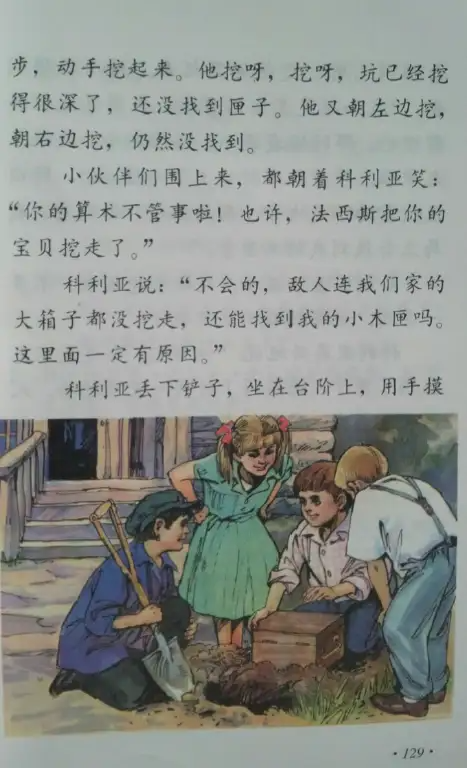 步，动手挖起来。他挖呀，挖呀，坑已经挖
得很深了，还没找到匣子。他又朝左边挖，
朝右边挖，仍然没找到。
小伙伴们围上来，都朝着科利亚笑：
“你的算术不管事啦！也许，法西斯把你的
宝贝挖走了。”
科利亚说：“不会的，敌人连我们家的
大箱子都没挖走，还能找到我的小木匣吗。
这里面一定有原因。”
科利亚丢下铲子，坐在台阶上，用手摸
·129·